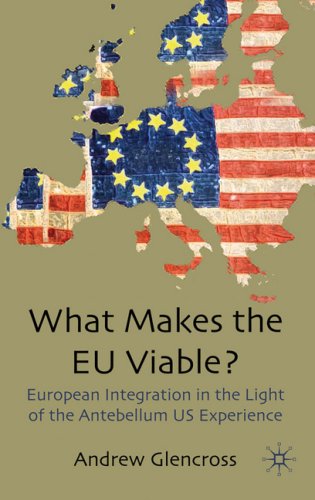 What Makes the
EU Viable?
European Integration in the Light
of the Antebellum US Experience
Andrew Glencross